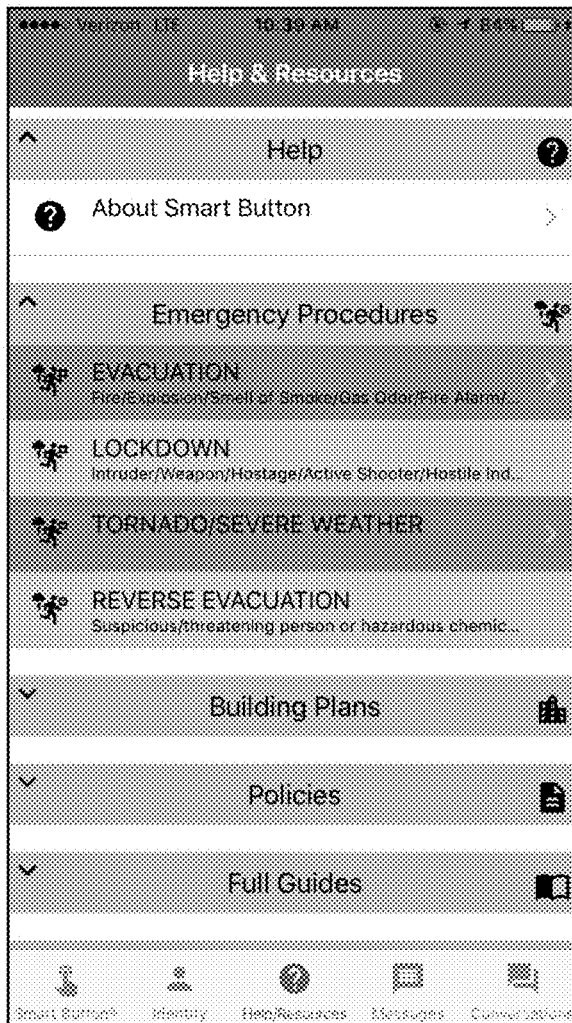 Verizon LTE 10:39 AM 84%
Help & Resources
Help
About Smart Button
Emergency Procedures
EVACUATION
Fire/Explosion/Smell of Smoke/Gas Odor/Fire Alarm/...
LOCKDOWN
Intruder/Weapon/Hostage/Active Shooter/Hostile Ind...
TORNADO/SEVERE WEATHER
REVERSE EVACUATION
Suspicious/threatening person or hazardous chemic...
Building Plans
Policies
Full Guides
Smart Button® Identity Help/Resources Messages Conversations